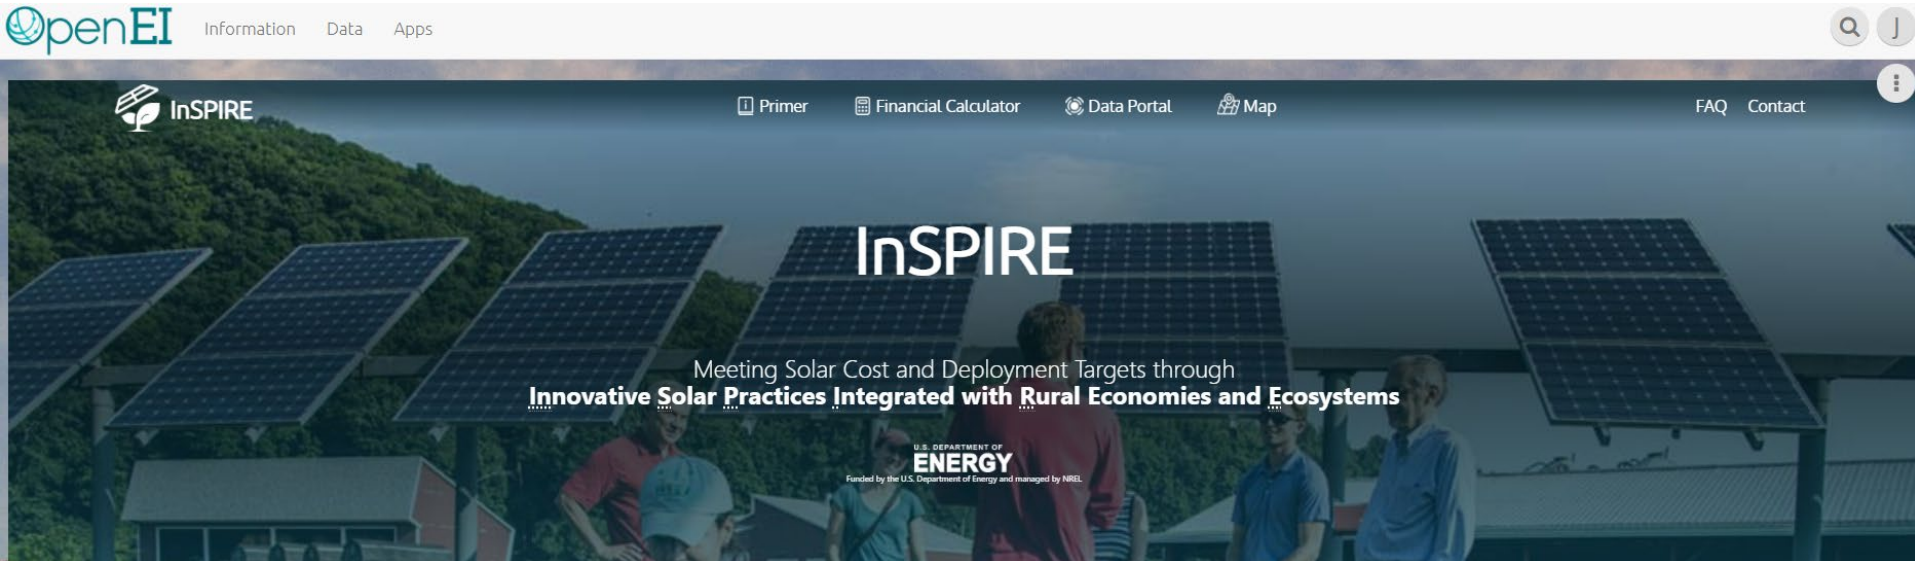 OpenEI Information Data Apps J
InSPIRE Primer Financial Calculator Data Portal Map FAQ Contact
InSPIRE
Meeting Solar Cost and Deployment Targets through
Innovative Solar Practices Integrated with Rural Economies and Ecosystems
U.S. DEPARTMENT OF
ENERGY
Funded by the U.S. Department of Energy and managed by NREL